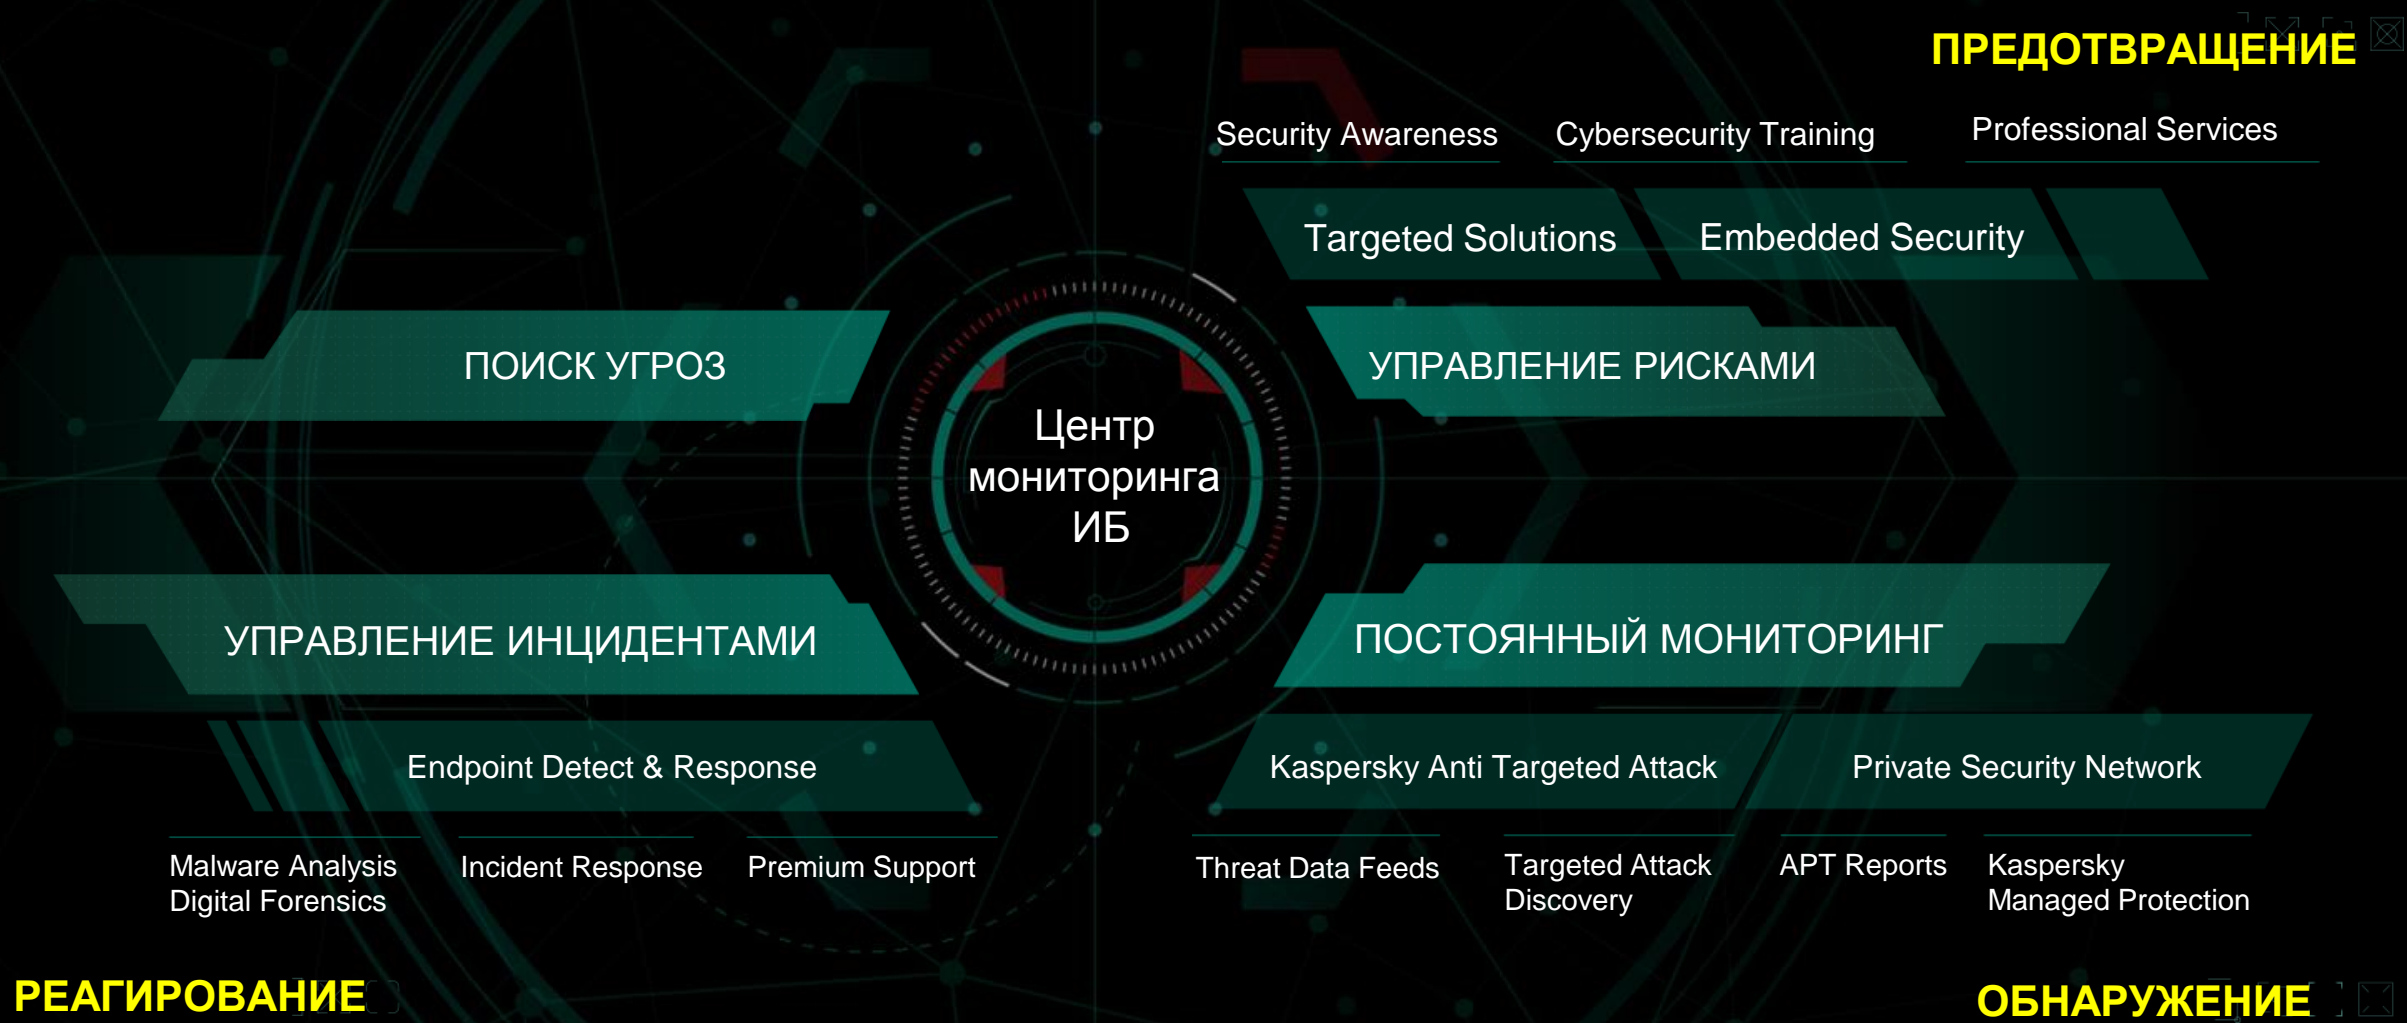 ПРЕДОТВРАЩЕНИЕ
Security Awareness
Cybersecurity Training
Professional Services
Targeted Solutions
Embedded Security
ПОИСК УГРОЗ
УПРАВЛЕНИЕ РИСКАМИ
Центр
мониторинга
ИБ
УПРАВЛЕНИЕ ИНЦИДЕНТАМИ
ПОСТОЯННЫЙ МОНИТОРИНГ
Endpoint Detect & Response
Kaspersky Anti Targeted Attack
Private Security Network
Malware Analysis
Digital Forensics
Incident Response
Premium Support
Threat Data Feeds
Targeted Attack
Discovery
APT Reports
Kaspersky
Managed Protection
РЕАГИРОВАНИЕ
ОБНАРУЖЕНИЕ